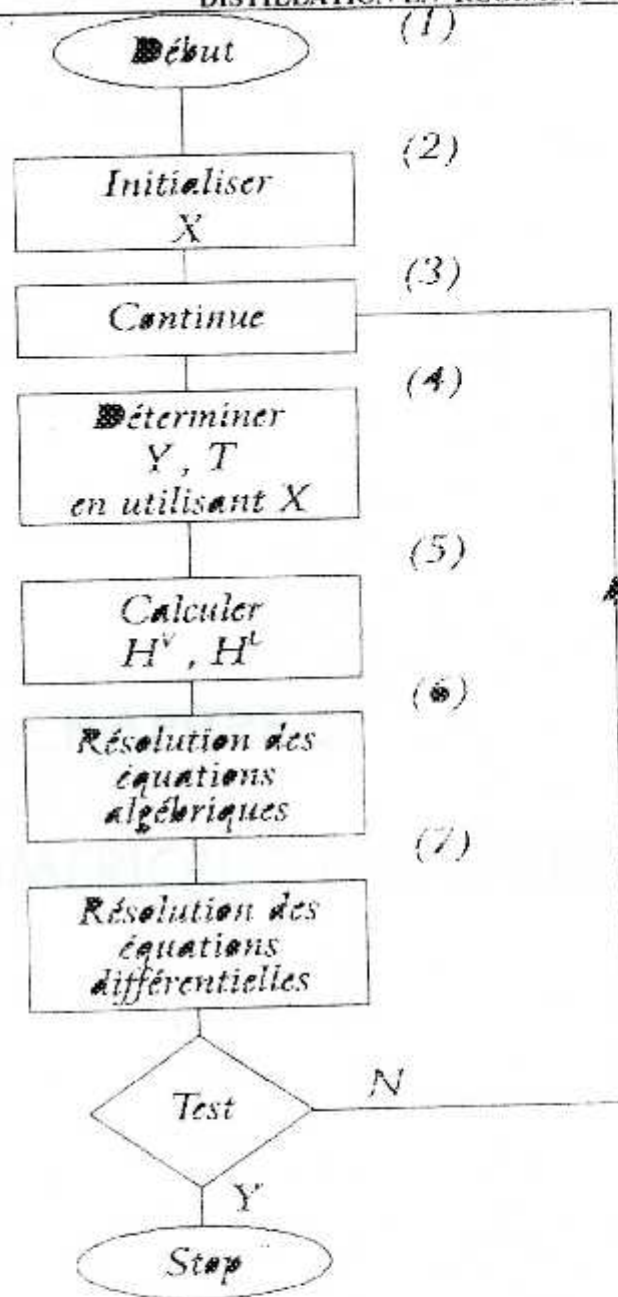 (1)
Début
(2)
Initialiser
X
(3)
Continue
(4)
Déterminer
Y , T
en utilisant X
(5)
Calculer
H^V , H^L
(6)
Résolution des
équations
algébriques
(7)
Résolution des
équations
différentielles
Test
N
Y
Stop